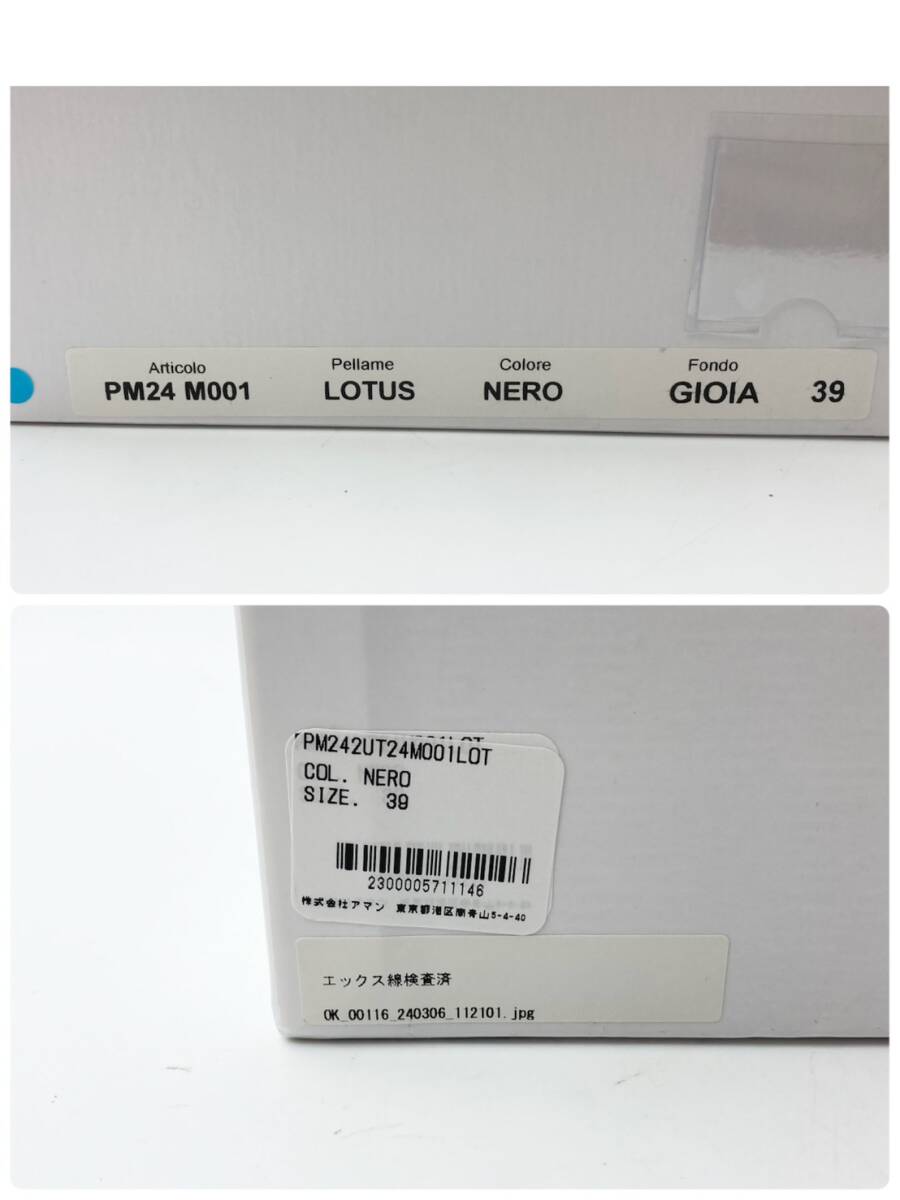 Articolo Pellame Colore Fondo
PM24 M001 LOTUS NERO GIOIA 39
PM242UT24M001LOT
COL. NERO
SIZE. 39
2300005711146
株式会社アマン 東京都港区南青山5-4-40
エックス線検査済
OK_00116_240306_112101.jpg